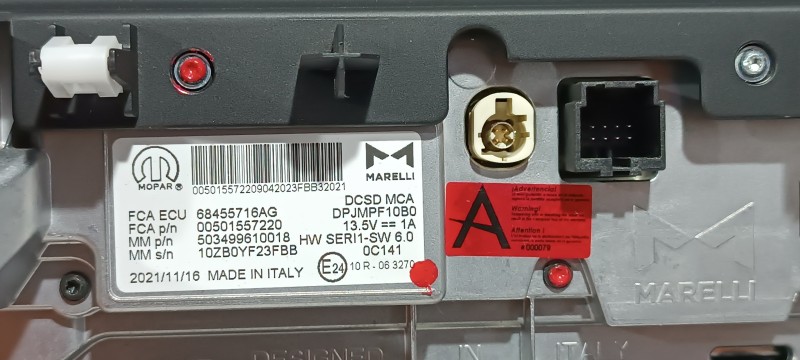 MOPAR®
005015572209042023FBB32021
MARELLI
DCSD MCA
FCA ECU 68455716AG DPJMPF10B0
FCA p/n 00501557220 13.5V 1A
MM p/n 503499610018 HW SERI1-SW 6.0
MM s/n 10ZB0YF23FBB 0C141
2021/11/16 MADE IN ITALY E24 10 R - 06 3270
A
¡Advertencia!
Warning!
Attention !
000079
MARELLI
DESIGNED IN ITALY